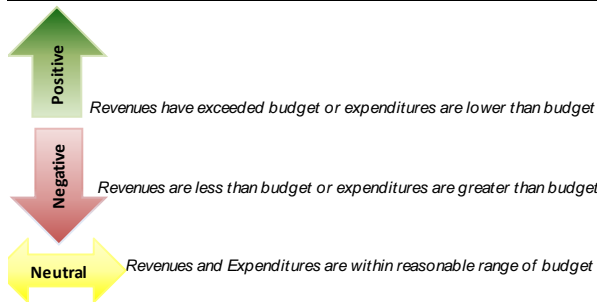 Positive
Revenues have exceeded budget or expenditures are lower than budget
Negative
Revenues are less than budget or expenditures are greater than budget
Neutral
Revenues and Expenditures are within reasonable range of budget